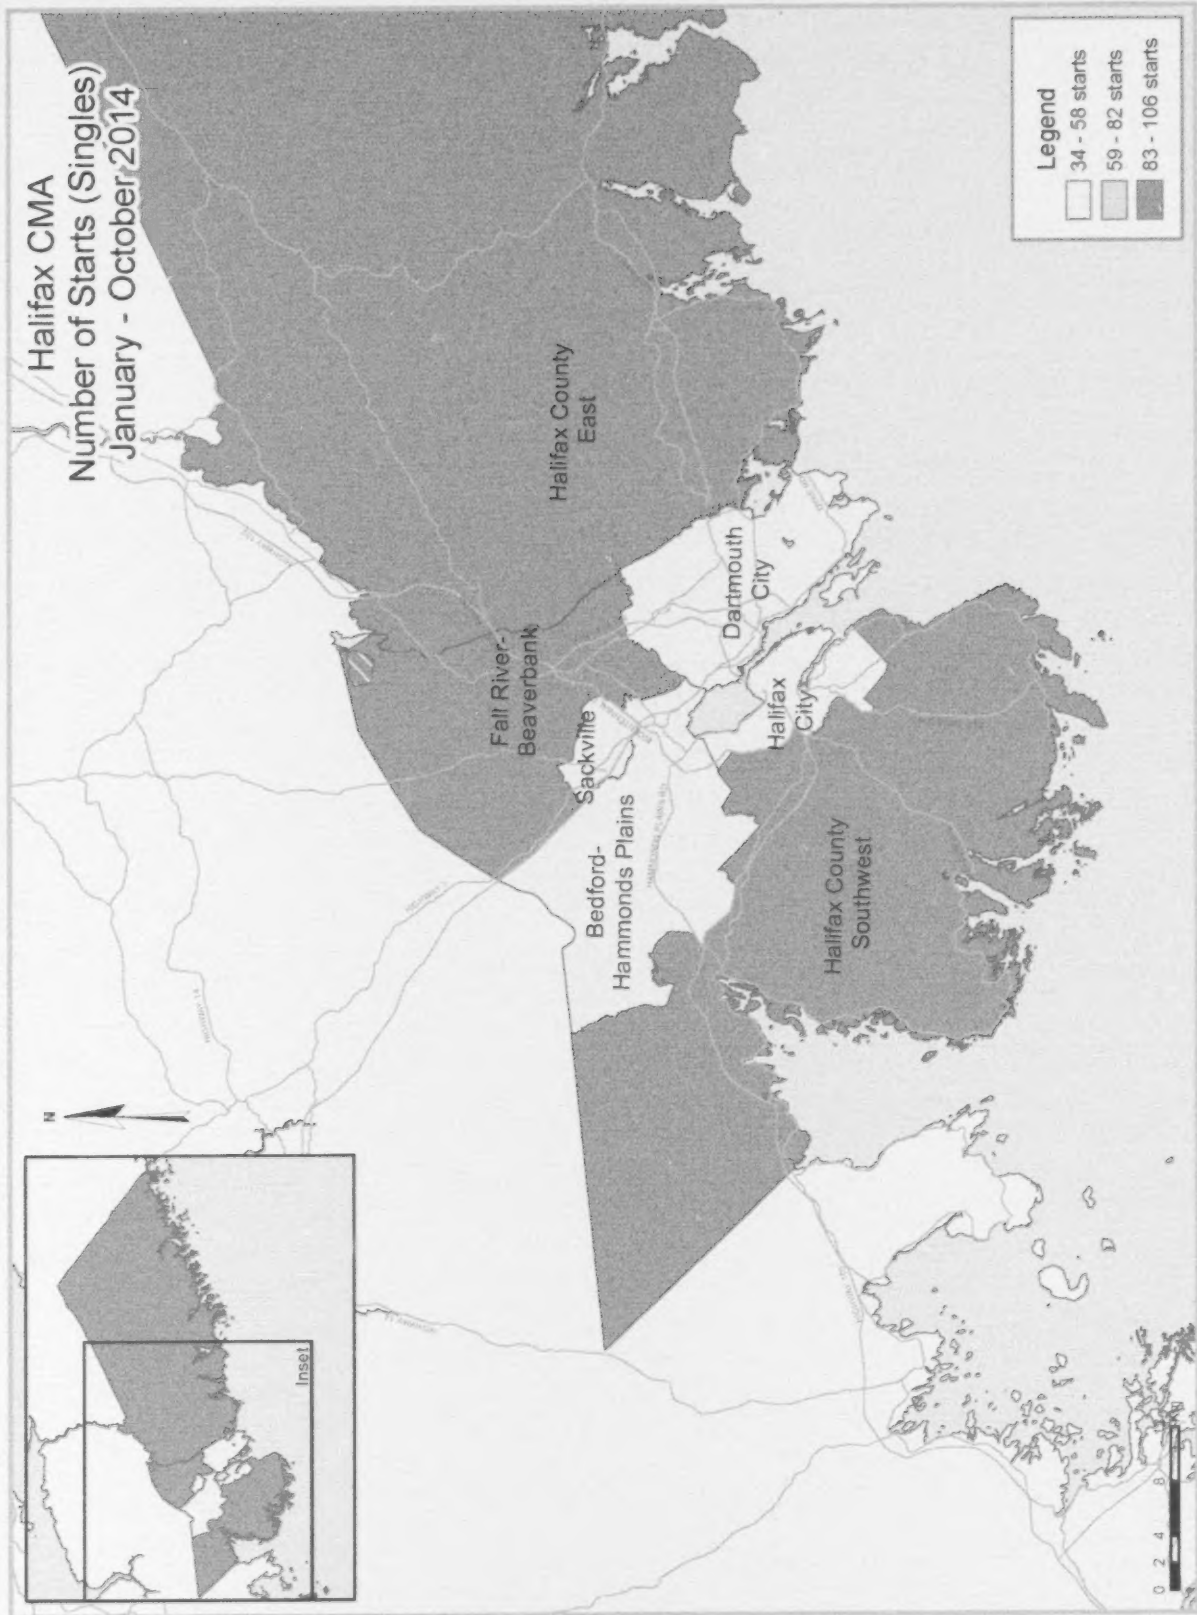 Halifax CMA
Number of Starts (Singles)
January - October 2014
N
Inset
Halifax County
East
Fall River-
Beaverbank
Sackville
Bedford-
Hammonds Plains
Dartmouth
City
Halifax
City
Halifax County
Southwest
Legend
34 - 58 starts
59 - 82 starts
83 - 106 starts
0 2 4 8